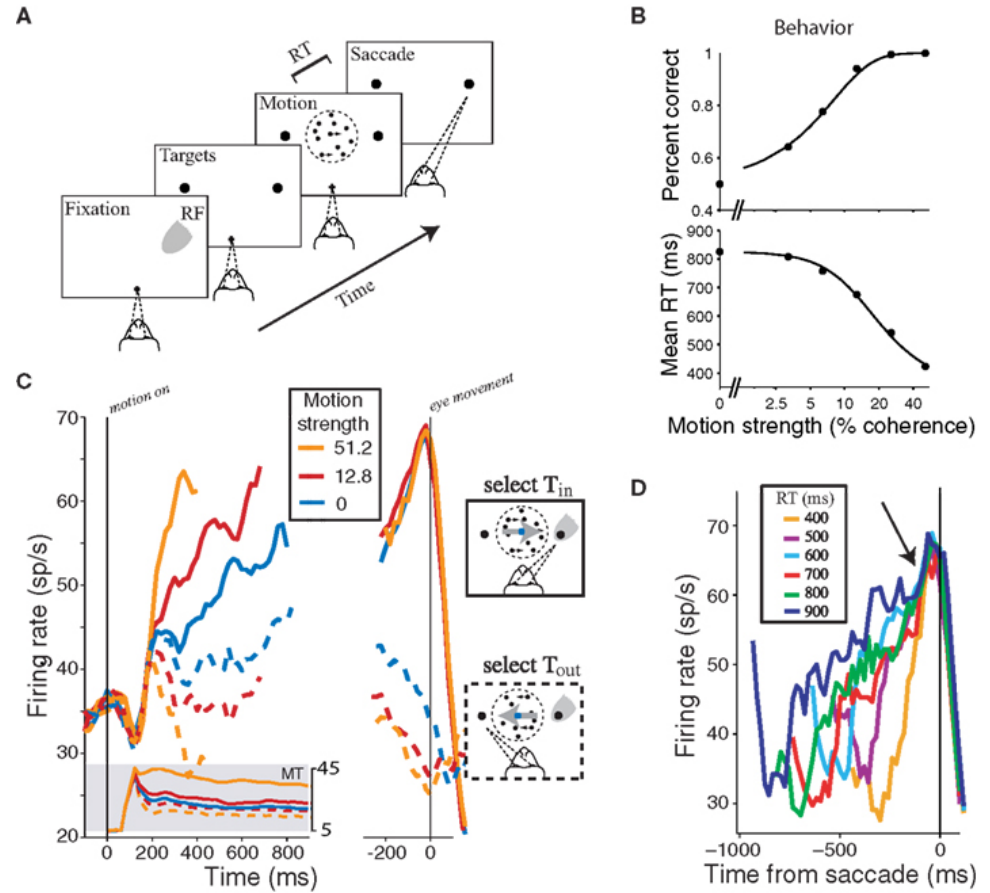 A
Fixation
RF
Targets
Motion
RT
Saccade
Time
B
Behavior
Percent correct
1
0.8
0.6
0.4
Mean RT (ms)
900
800
700
600
500
400
0 2.5 5 10 20 40
Motion strength (% coherence)
C
motion on
eye movement
Firing rate (sp/s)
70
60
50
40
30
20
Motion
strength
51.2
12.8
0
MT
45
5
0 200 400 600 800
Time (ms)
-200 0
select Tin
select Tout
D
RT (ms)
400
500
600
700
800
900
Firing rate (sp/s)
70
60
50
40
30
−1000 −500 0
Time from saccade (ms)